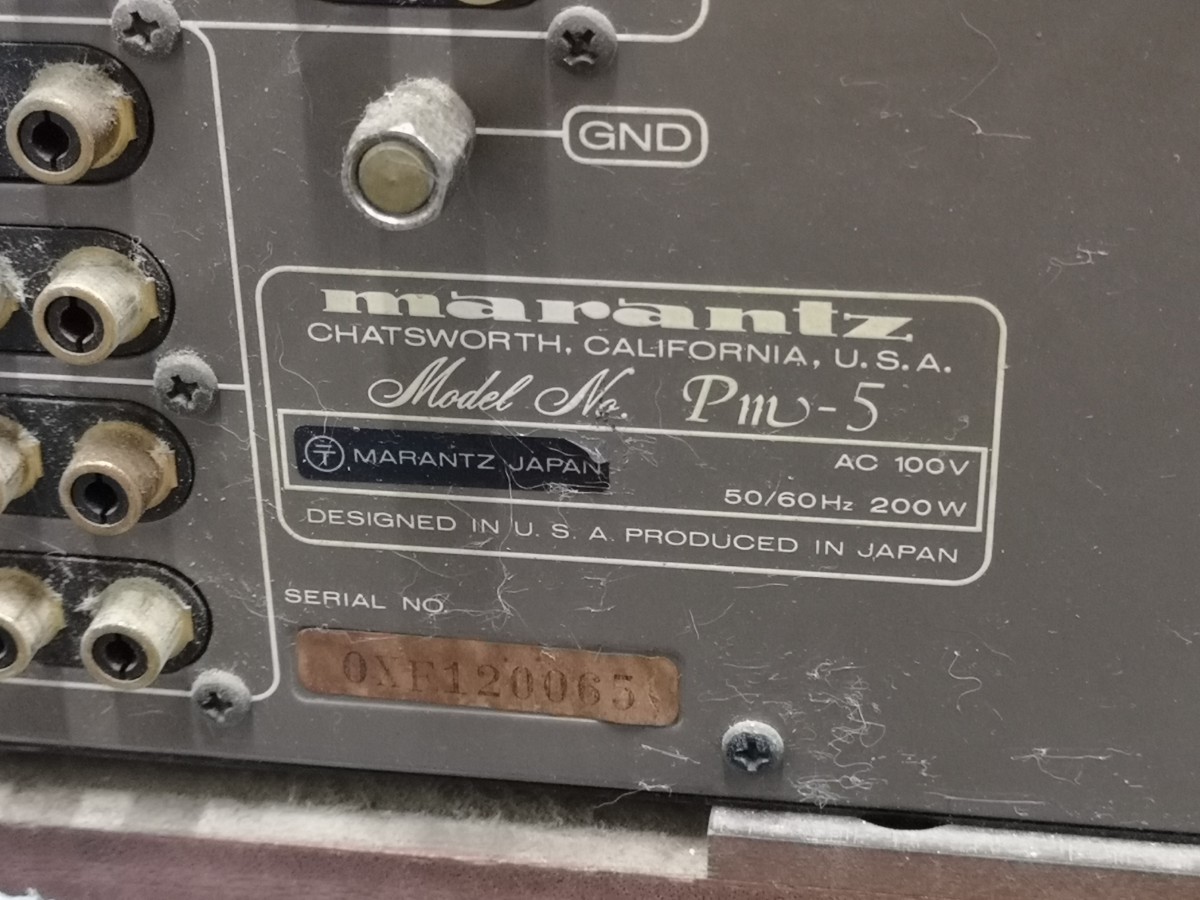 GND
marantz
CHATSWORTH, CALIFORNIA, U.S.A.
Model No. Pm-5
MARANTZ JAPAN
AC 100V
50/60Hz 200W
DESIGNED IN U. S. A. PRODUCED IN JAPAN
SERIAL NO.
0XF120065